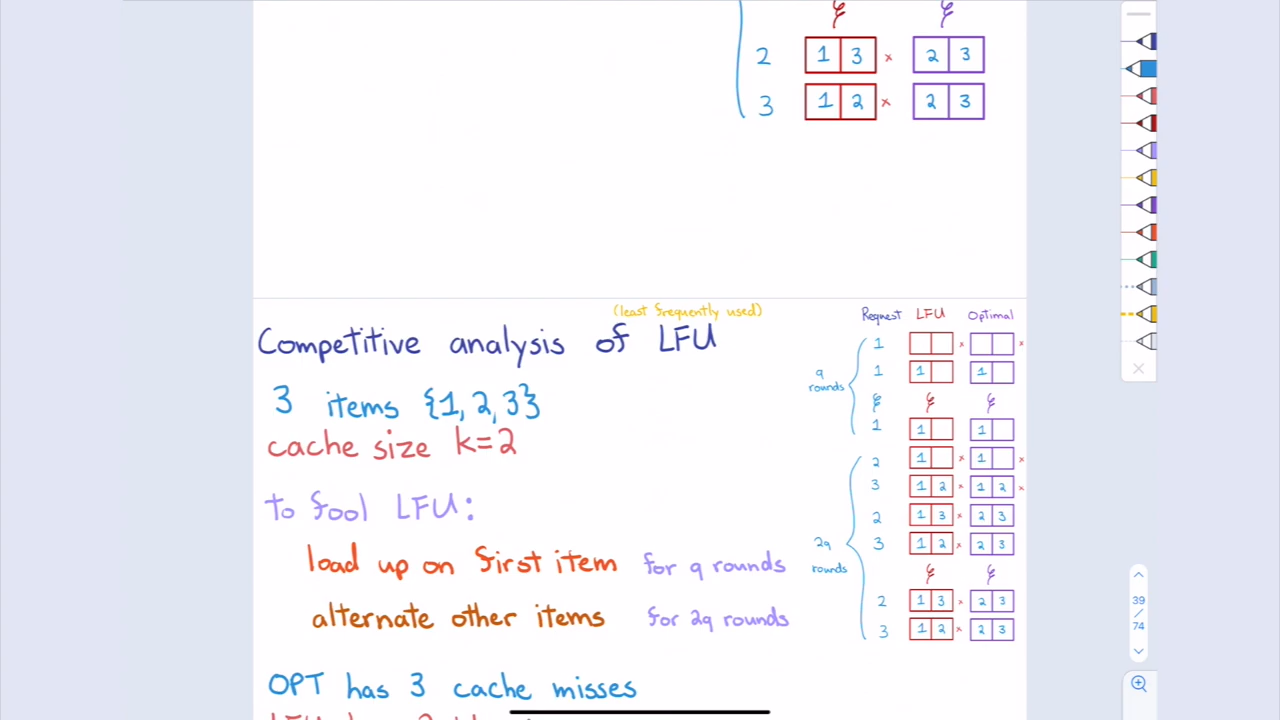 2 1 3 × 2 3
3 1 2 × 2 3
(least frequently used)
Competitive analysis of LFU
3 items {1, 2, 3}
cache size k=2
to fool LFU:
load up on first item for q rounds
alternate other items for 2q rounds
OPT has 3 cache misses
Request LFU Optimal
q rounds
1 × ×
1 1 1
1 1 1
2q rounds
2 1 × 1 ×
3 1 2 × 1 2 ×
2 1 3 × 2 3
3 1 2 × 2 3
2 1 3 × 2 3
3 1 2 × 2 3
39
/
74